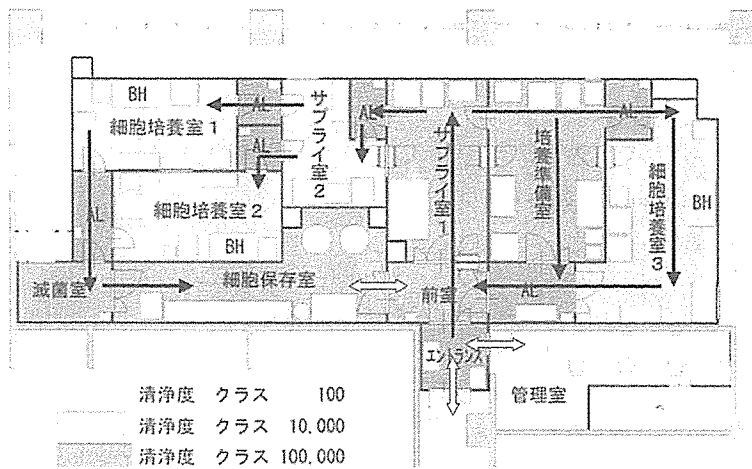 BH
細胞培養室1
AL
AL
サプライ室2
AL
サプライ室1
培養準備室
AL
細胞培養室3
BH
AL
細胞培養室2
BH
滅菌室
細胞保存室
前室
AL
エントランス
管理室
清浄度 クラス 100
清浄度 クラス 10,000
清浄度 クラス 100,000